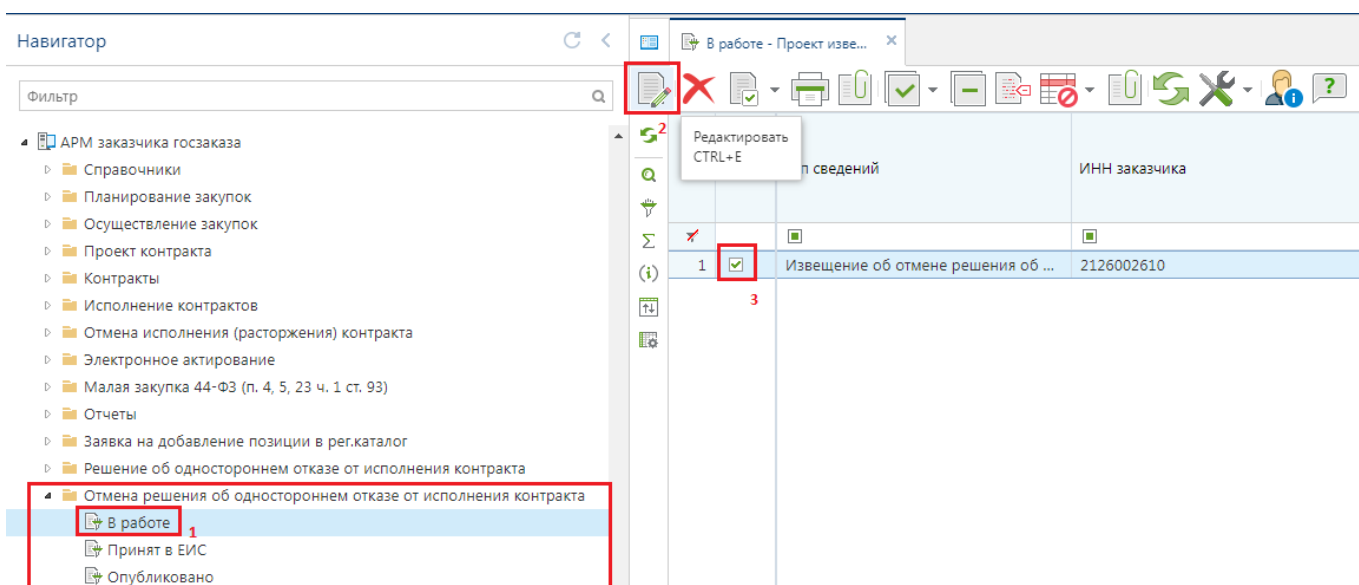 Навигатор
В работе - Проект изве...
Фильтр
2
Редактировать
CTRL+E
п сведений
ИНН заказчика
АРМ заказчика госзаказа
Справочники
Планирование закупок
Осуществление закупок
Проект контракта
Контракты
Исполнение контрактов
Отмена исполнения (расторжения) контракта
Электронное актирование
Малая закупка 44-ФЗ (п. 4, 5, 23 ч. 1 ст. 93)
Отчеты
Заявка на добавление позиции в рег.каталог
Решение об одностороннем отказе от исполнения контракта
Отмена решения об одностороннем отказе от исполнения контракта
В работе
1
Принят в ЕИС
Опубликовано
1
Извещение об отмене решения об ...
2126002610
3